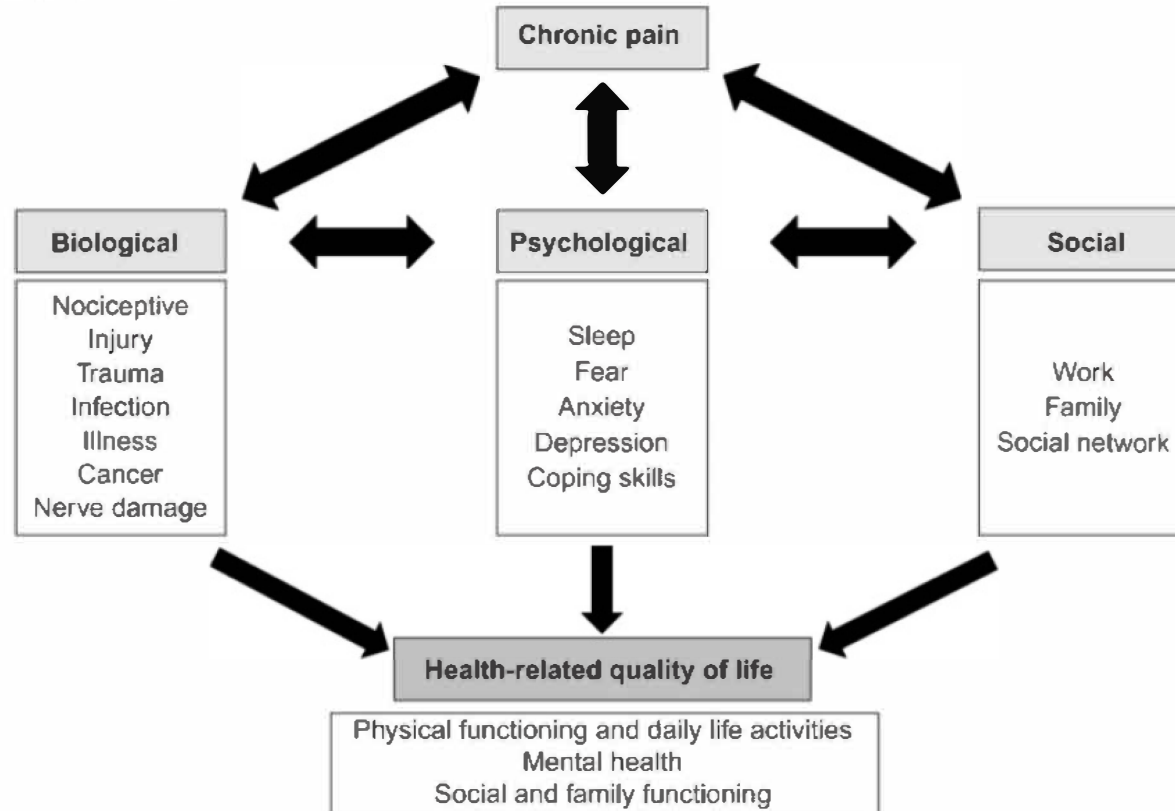 Chronic pain
Biological
Nociceptive
Injury
Trauma
Infection
Illness
Cancer
Nerve damage
Psychological
Sleep
Fear
Anxiety
Depression
Coping skills
Social
Work
Family
Social network
Health-related quality of life
Physical functioning and daily life activities
Mental health
Social and family functioning